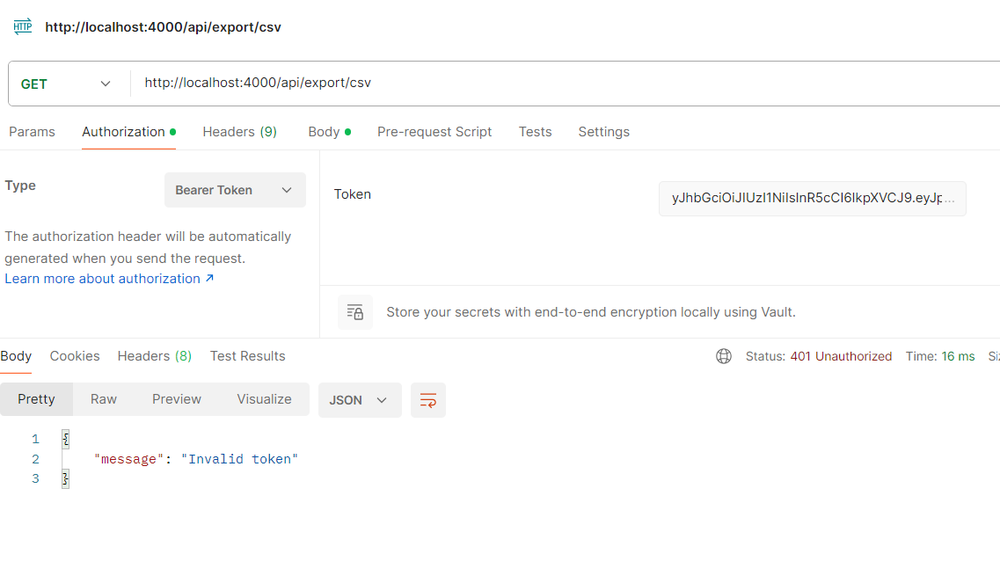 HTTP http://localhost:4000/api/export/csv
GET http://localhost:4000/api/export/csv
Params Authorization Headers (9) Body Pre-request Script Tests Settings
Type Bearer Token
The authorization header will be automatically
generated when you send the request.
Learn more about authorization ↗
Token yJhbGciOiJIUzI1NiIsInR5cCI6IkpXVCJ9.eyJp...
Store your secrets with end-to-end encryption locally using Vault.
Body Cookies Headers (8) Test Results Status: 401 Unauthorized Time: 16 ms
Pretty Raw Preview Visualize JSON
1 {
2 "message": "Invalid token"
3 }